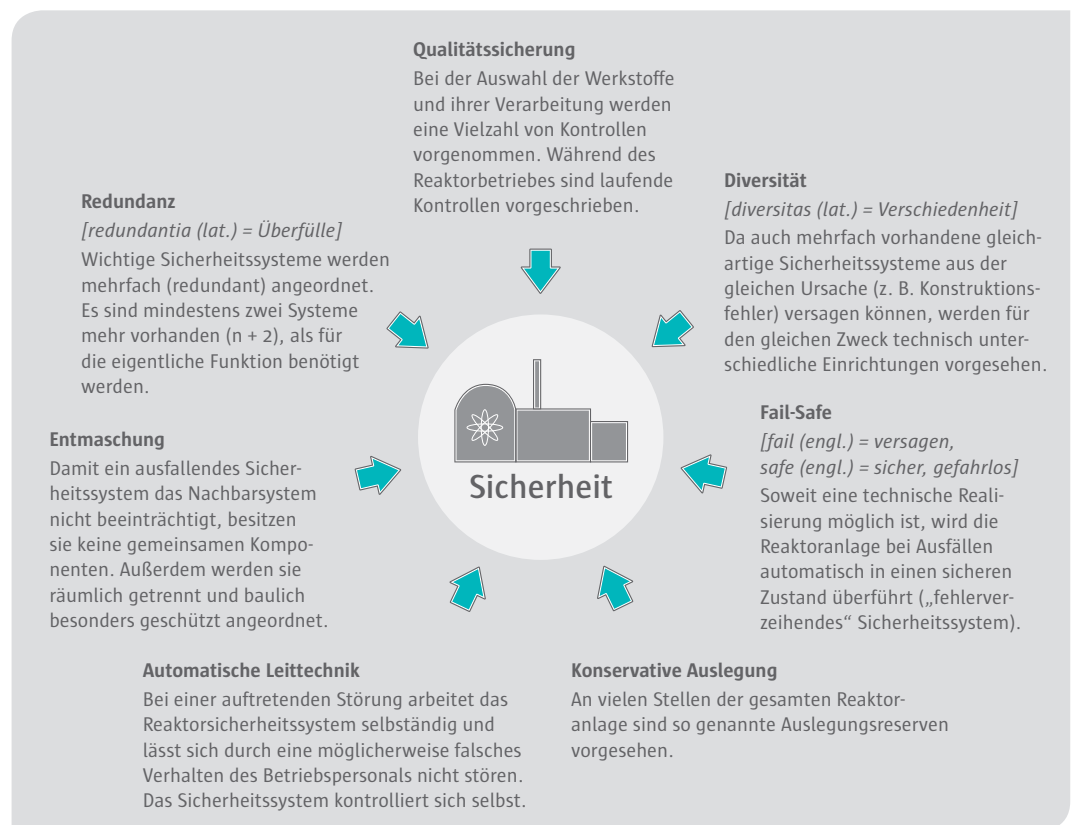 Qualitätssicherung
Bei der Auswahl der Werkstoffe
und ihrer Verarbeitung werden
eine Vielzahl von Kontrollen
vorgenommen. Während des
Reaktorbetriebes sind laufende
Kontrollen vorgeschrieben.
Redundanz
[redundantia (lat.) = Überfülle]
Wichtige Sicherheitssysteme werden
mehrfach (redundant) angeordnet.
Es sind mindestens zwei Systeme
mehr vorhanden (n + 2), als für
die eigentliche Funktion benötigt
werden.
Diversität
[diversitas (lat.) = Verschiedenheit]
Da auch mehrfach vorhandene gleich-
artige Sicherheitssysteme aus der
gleichen Ursache (z. B. Konstruktions-
fehler) versagen können, werden für
den gleichen Zweck technisch unter-
schiedliche Einrichtungen vorgesehen.
Entmaschung
Damit ein ausfallendes Sicher-
heitssystem das Nachbarsystem
nicht beeinträchtigt, besitzen
sie keine gemeinsamen Kompo-
nenten. Außerdem werden sie
räumlich getrennt und baulich
besonders geschützt angeordnet.
Sicherheit
Fail-Safe
[fail (engl.) = versagen,
safe (engl.) = sicher, gefahrlos]
Soweit eine technische Reali-
sierung möglich ist, wird die
Reaktoranlage bei Ausfällen
automatisch in einen sicheren
Zustand überführt („fehlerver-
zeihendes“ Sicherheitssystem).
Automatische Leittechnik
Bei einer auftretenden Störung arbeitet das
Reaktorsicherheitssystem selbständig und
lässt sich durch eine möglicherweise falsches
Verhalten des Betriebspersonals nicht stören.
Das Sicherheitssystem kontrolliert sich selbst.
Konservative Auslegung
An vielen Stellen der gesamten Reaktor-
anlage sind so genannte Auslegungsreserven
vorgesehen.